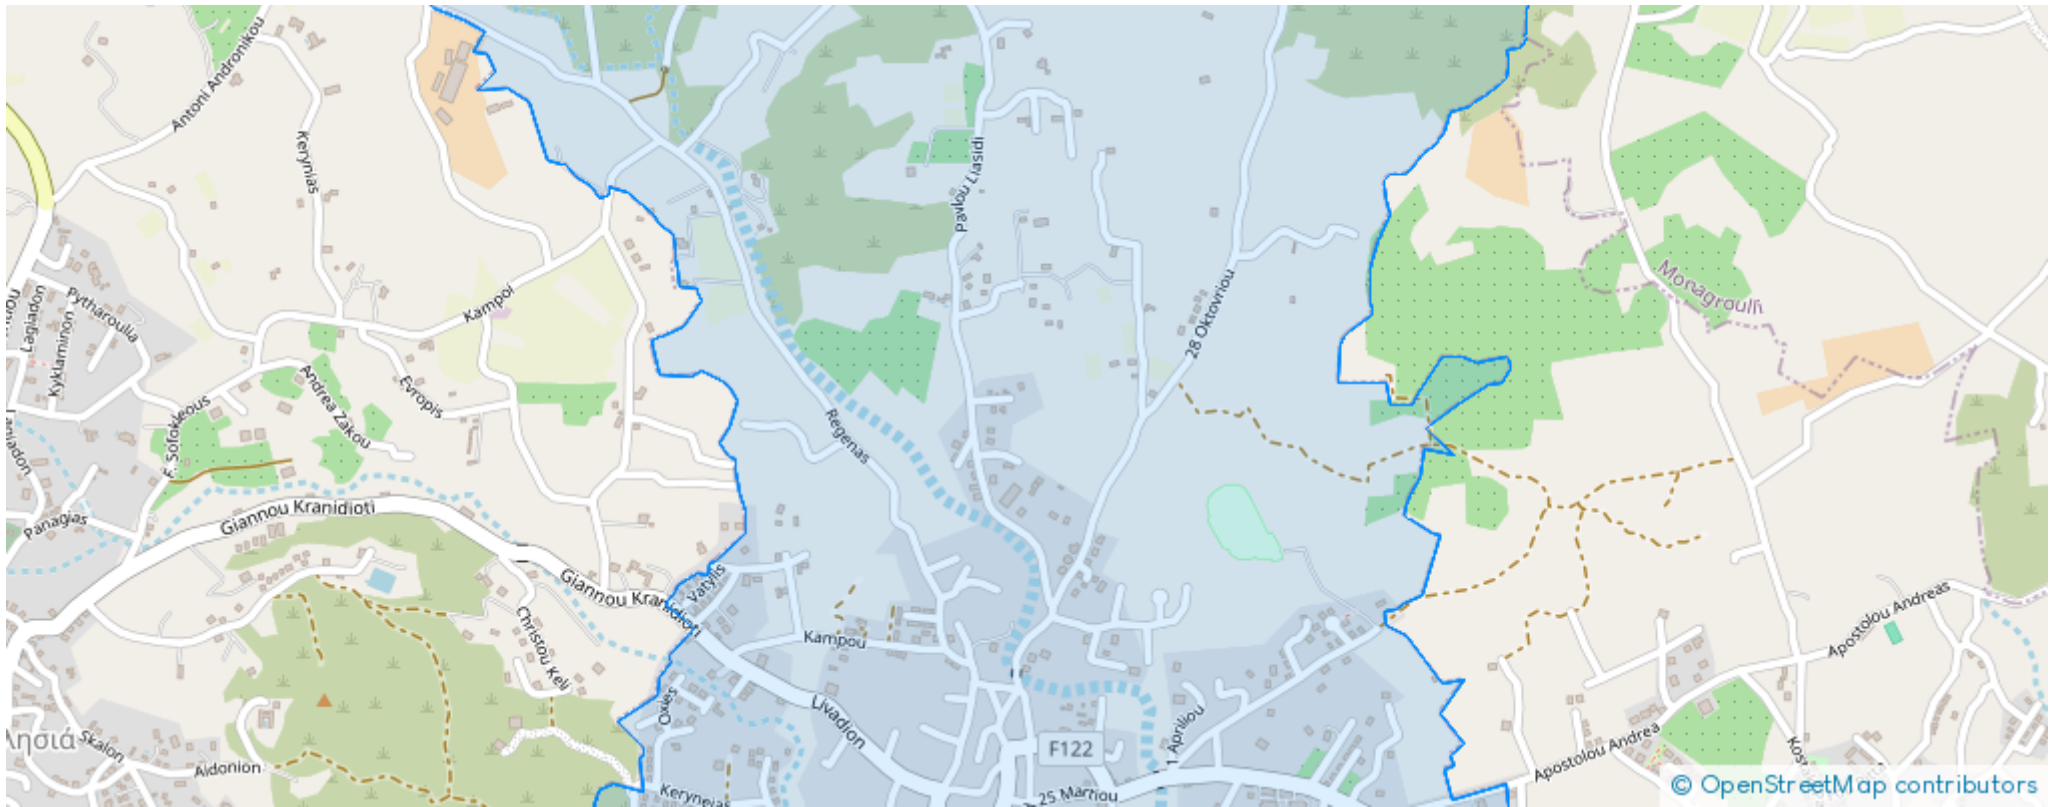 Antoni Andronikou
Kerynias
Pavlou Liasidi
Monagroulli
28 Oktovriou
Lagiadon
Pytharoulla
Kyklaminon
Kampoi
Evropis
Andrea Zakou
F. Sofokleous
Regenas
Panagias
Giannou Kranidioti
Giannou Kranidioti
Vatylis
Christou Keli
Kampou
Apostolou Andreas
Oxies
Livadion
1 Apriliou
F122
Skalon
Aidonion
Apostolou Andrea
Keryneias
25 Martiou
© OpenStreetMap contributors